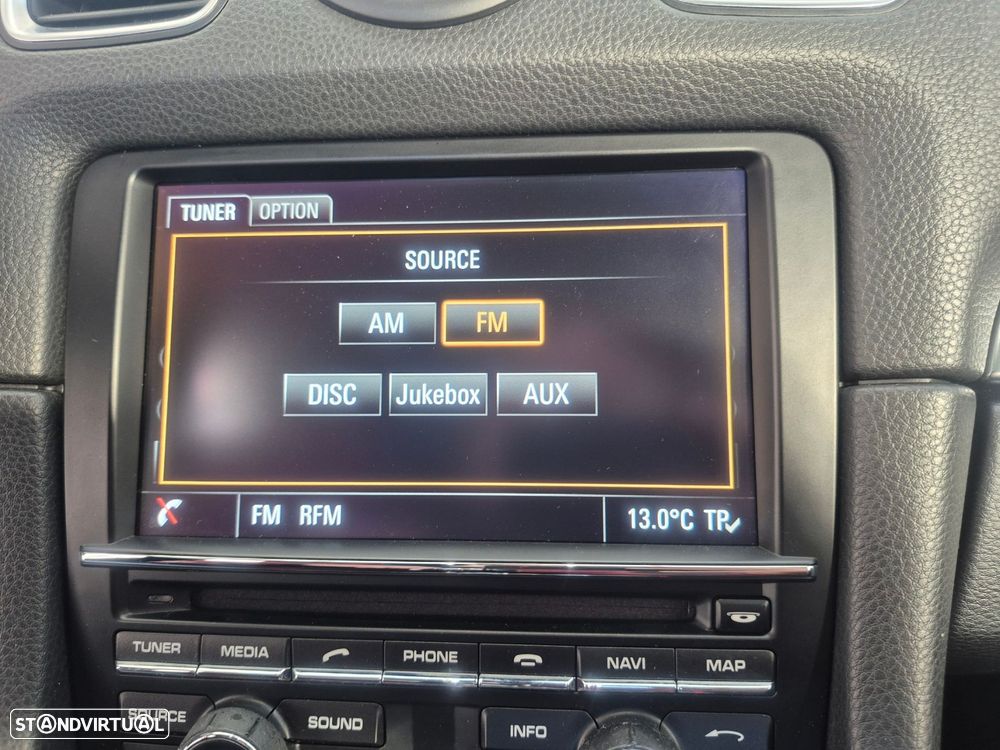 TUNER OPTION
SOURCE
AM FM
DISC Jukebox AUX
FM RFM 13.0°C TP
TUNER MEDIA PHONE NAVI MAP
SOURCE SOUND INFO
STANDVIRTUAL